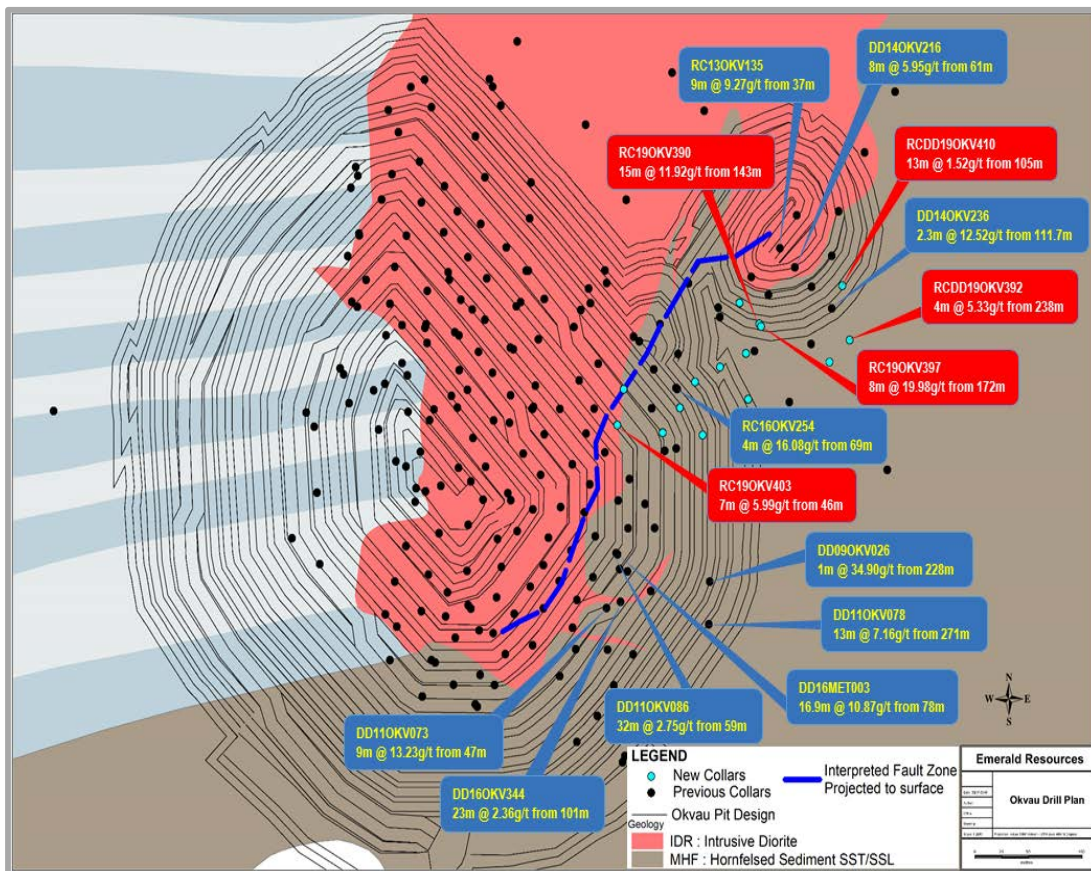 RC13OKV135
9m @ 9.27g/t from 37m
DD14OKV216
8m @ 5.95g/t from 61m
RC19OKV390
15m @ 11.92g/t from 143m
RCDD19OKV410
13m @ 1.52g/t from 105m
DD14OKV236
2.3m @ 12.52g/t from 111.7m
RCDD19OKV392
4m @ 5.33g/t from 238m
RC19OKV397
8m @ 19.98g/t from 172m
RC16OKV254
4m @ 16.08g/t from 69m
RC19OKV403
7m @ 5.99g/t from 46m
DD09OKV026
1m @ 34.90g/t from 228m
DD11OKV078
13m @ 7.16g/t from 271m
DD16MET003
16.9m @ 10.87g/t from 78m
DD11OKV086
32m @ 2.75g/t from 59m
DD11OKV073
9m @ 13.23g/t from 47m
DD16OKV344
23m @ 2.36g/t from 101m
N
W E
S
LEGEND
New Collars
Previous Collars
Interpreted Fault Zone
Projected to surface
Okvau Pit Design
Geology
IDR : Intrusive Diorite
MHF : Hornfelsed Sediment SST/SSL
Emerald Resources
Okvau Drill Plan